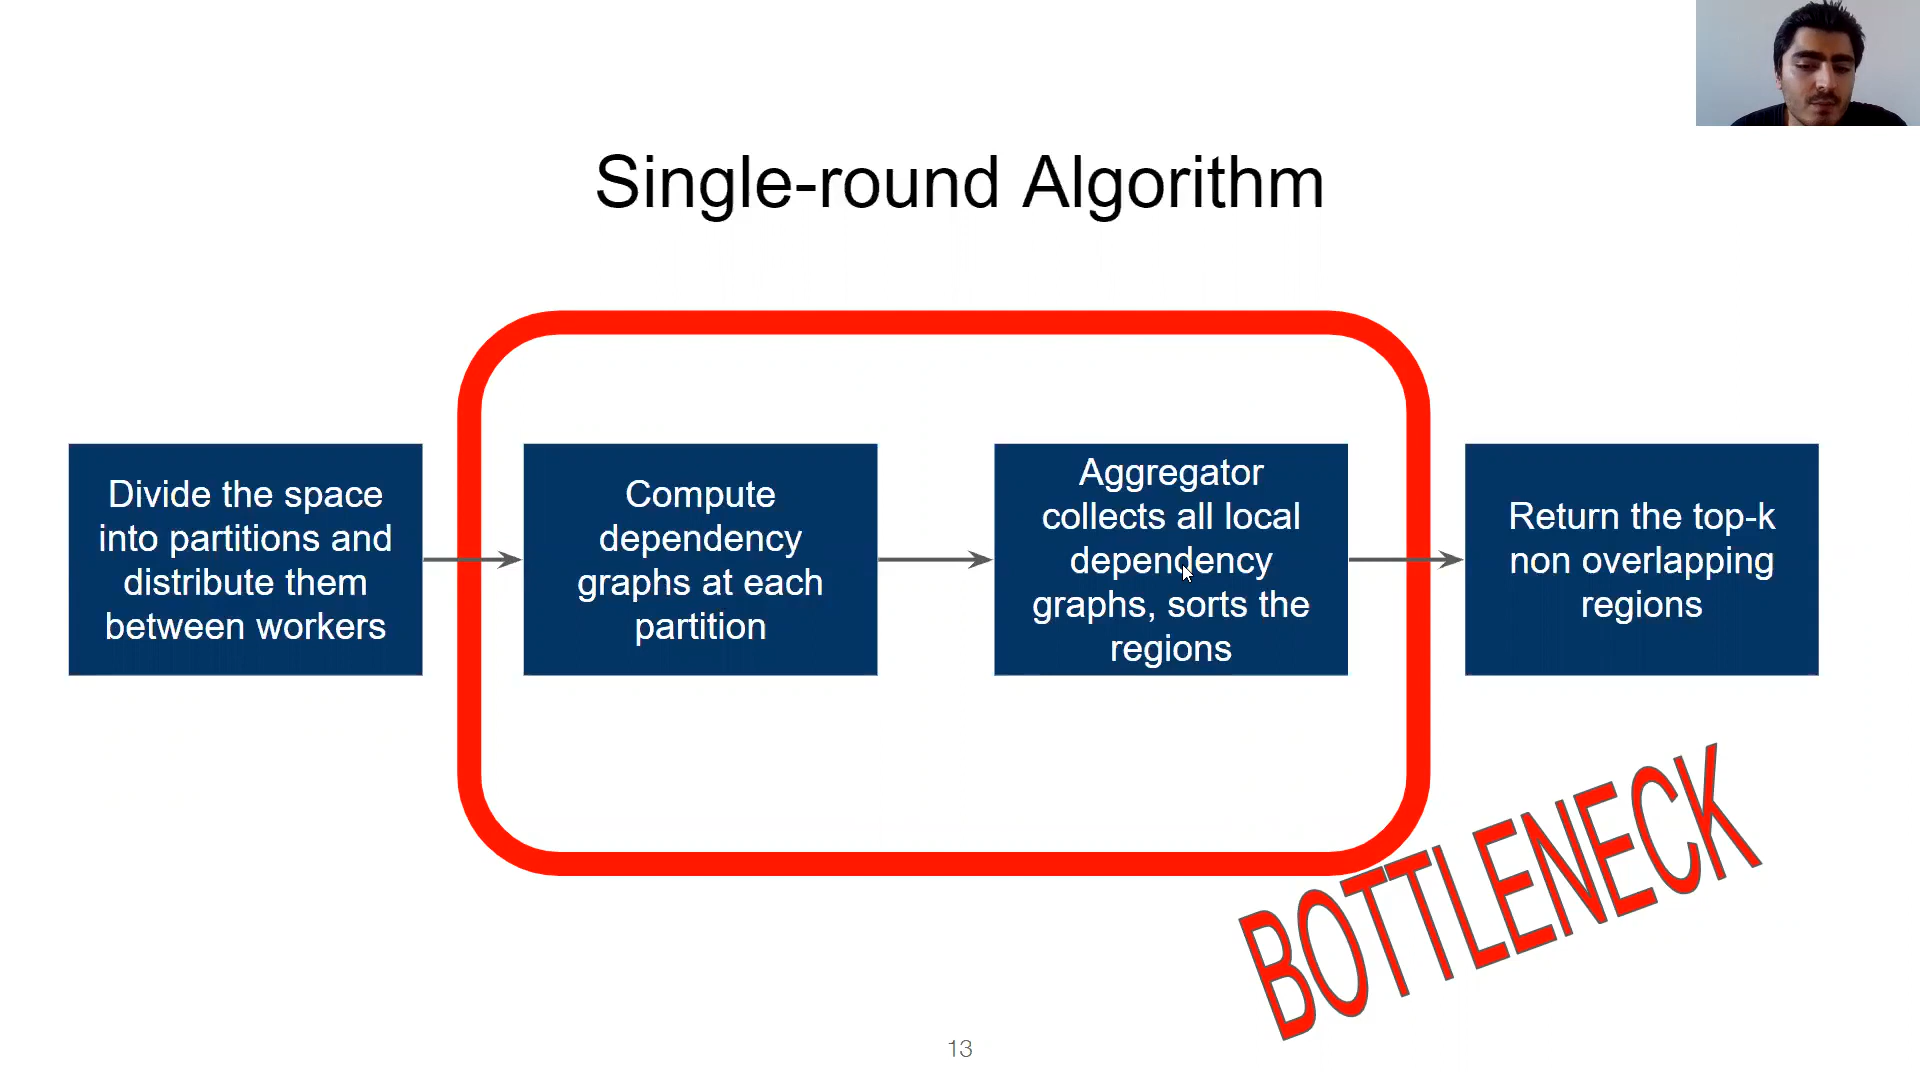 Single-round Algorithm
Divide the space
into partitions and
distribute them
between workers
Compute
dependency
graphs at each
partition
Aggregator
collects all local
dependency
graphs, sorts the
regions
Return the top-k
non overlapping
regions
BOTTLENECK
13